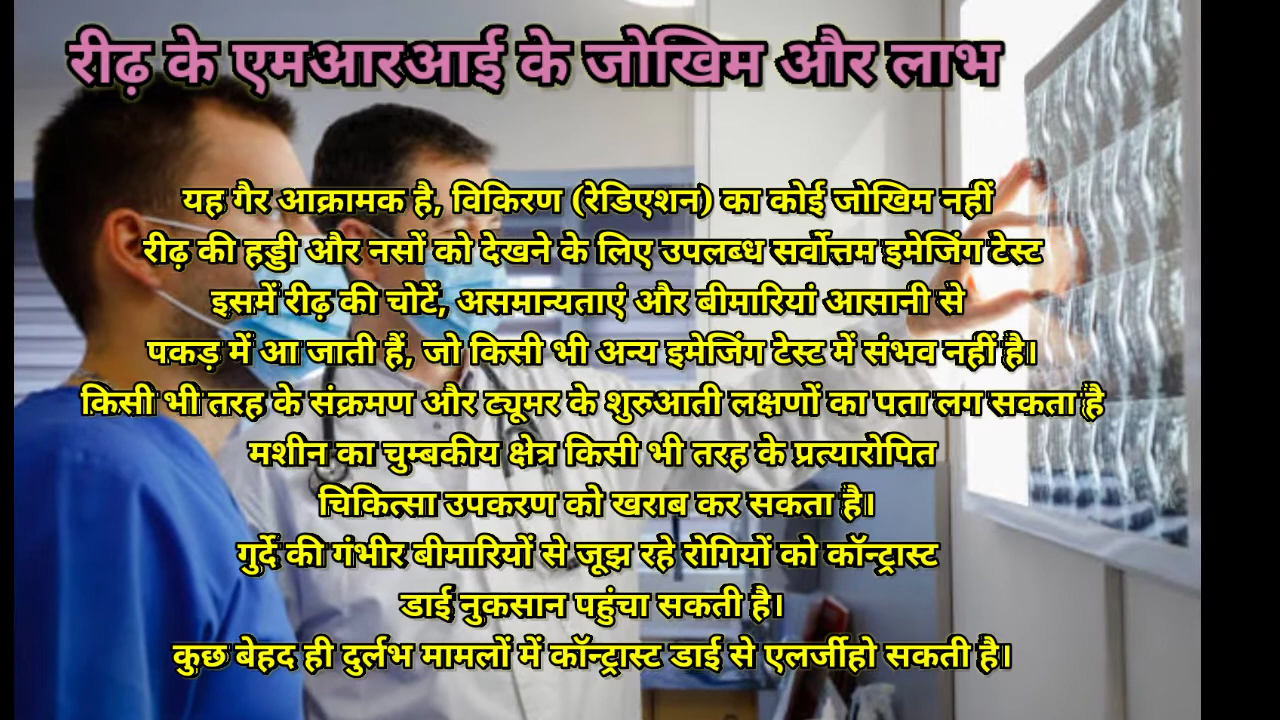 रीढ़ के एमआरआई के जोखिम और लाभ
यह गैर आक्रामक है, विकिरण (रेडिएशन) का कोई जोखिम नहीं
रीढ़ की हड्डी और नसों को देखने के लिए उपलब्ध सर्वोत्तम इमेजिंग टेस्ट
इसमें रीढ़ की चोटें, असमान्यताएं और बीमारियां आसानी से
पकड़ में आ जाती हैं, जो किसी भी अन्य इमेजिंग टेस्ट में संभव नहीं है।
किसी भी तरह के संक्रमण और ट्यूमर के शुरुआती लक्षणों का पता लग सकता है
मशीन का चुम्बकीय क्षेत्र किसी भी तरह के प्रत्यारोपित
चिकित्सा उपकरण को खराब कर सकता है।
गुर्दे की गंभीर बीमारियों से जूझ रहे रोगियों को कॉन्ट्रास्ट
डाई नुकसान पहुंचा सकती है।
कुछ बेहद ही दुर्लभ मामलों में कॉन्ट्रास्ट डाई से एलर्जीहो सकती है।